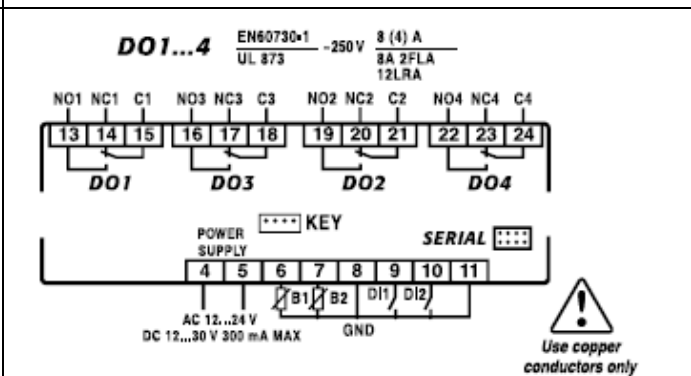 DO1...4 EN60730-1 ~250 V 8 (4) A
UL 873 8A 2FLA
12LRA
NO1 NC1 C1 NO3 NC3 C3 NO2 NC2 C2 NO4 NC4 C4
13 14 15 16 17 18 19 20 21 22 23 24
DO1 DO3 DO2 DO4
KEY
POWER
SUPPLY
SERIAL
4 5 6 7 8 9 10 11
B1 B2 DI1 DI2
AC 12...24 V
DC 12...30 V 300 mA MAX
GND
!
Use copper
conductors only